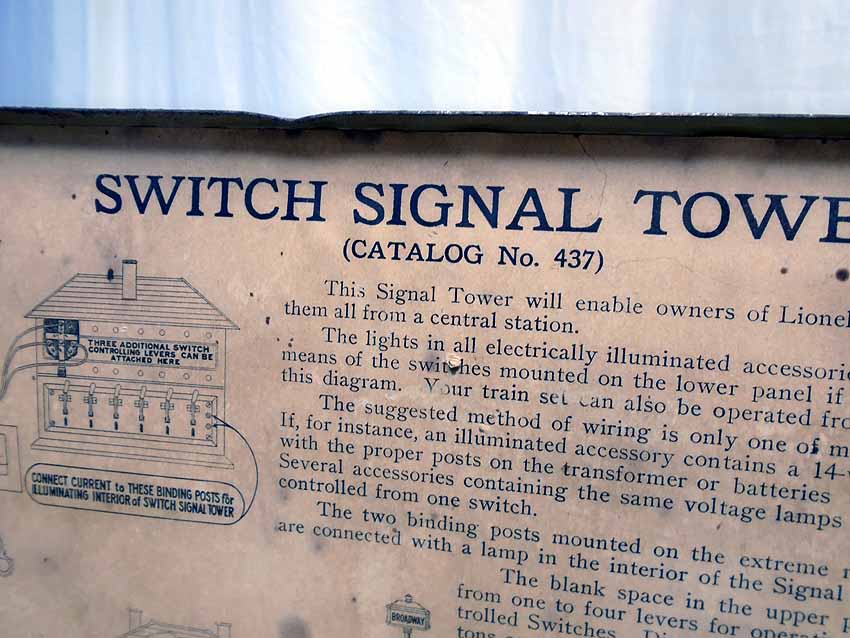 SWITCH SIGNAL TOWE
(CATALOG No. 437)
This Signal Tower will enable owners of Lionel
them all from a central station.
The lights in all electrically illuminated accessorie
means of the switches mounted on the lower panel if
this diagram. Your train set can also be operated fro
The suggested method of wiring is only one of m
If, for instance, an illuminated accessory contains a 14-v
with the proper posts on the transformer or batteries
Several accessories containing the same voltage lamps
controlled from one switch.
The two binding posts mounted on the extreme r
are connected with a lamp in the interior of the Signal
The blank space in the upper p
from one to four levers for operati
trolled Switches.
THREE ADDITIONAL SWITCH
CONTROLLING LEVERS CAN BE
ATTACHED HERE
CONNECT CURRENT to THESE BINDING POSTS for
ILLUMINATING INTERIOR of SWITCH SIGNAL TOWER
BROADWAY